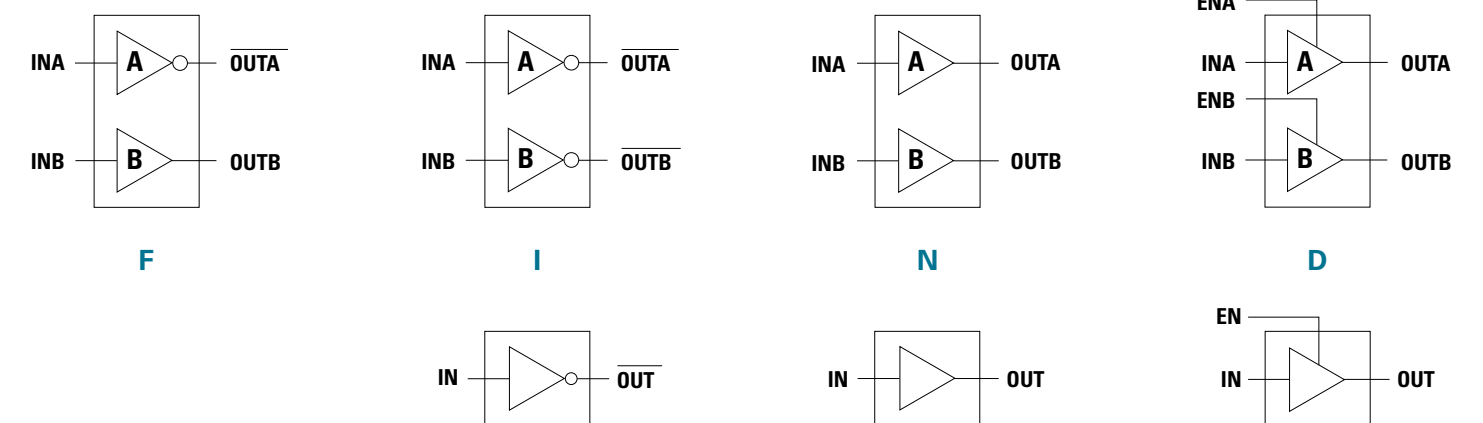 ENA
INA A OUTA INA A OUTA INA A OUTA INA A OUTA
ENB
INB B OUTB INB B OUTB INB B OUTB INB B OUTB
F I N D
EN
IN OUT IN OUT IN OUT